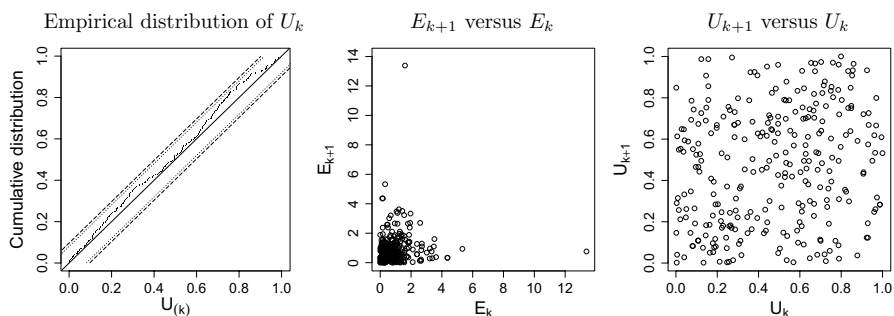 Empirical distribution of U_k
Cumulative distribution
1.0
0.8
0.6
0.4
0.2
0.0
0.0 0.2 0.4 0.6 0.8 1.0
U_(k)
E_{k+1} versus E_k
E_{k+1}
14
12
10
8
6
4
2
0
0 2 4 6 8 10 12
E_k
U_{k+1} versus U_k
U_{k+1}
1.0
0.8
0.6
0.4
0.2
0.0
0.0 0.2 0.4 0.6 0.8 1.0
U_k